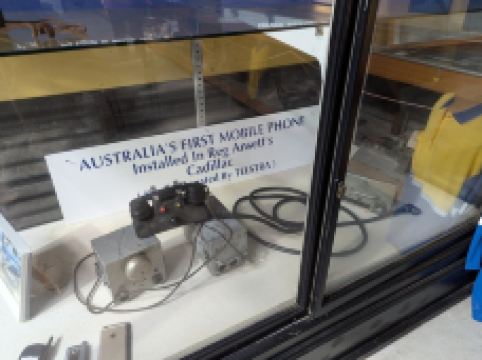 AUSTRALIA'S FIRST MOBILE PHONE
Installed In Reg Ansett's
Cadillac
By TELSTRA )